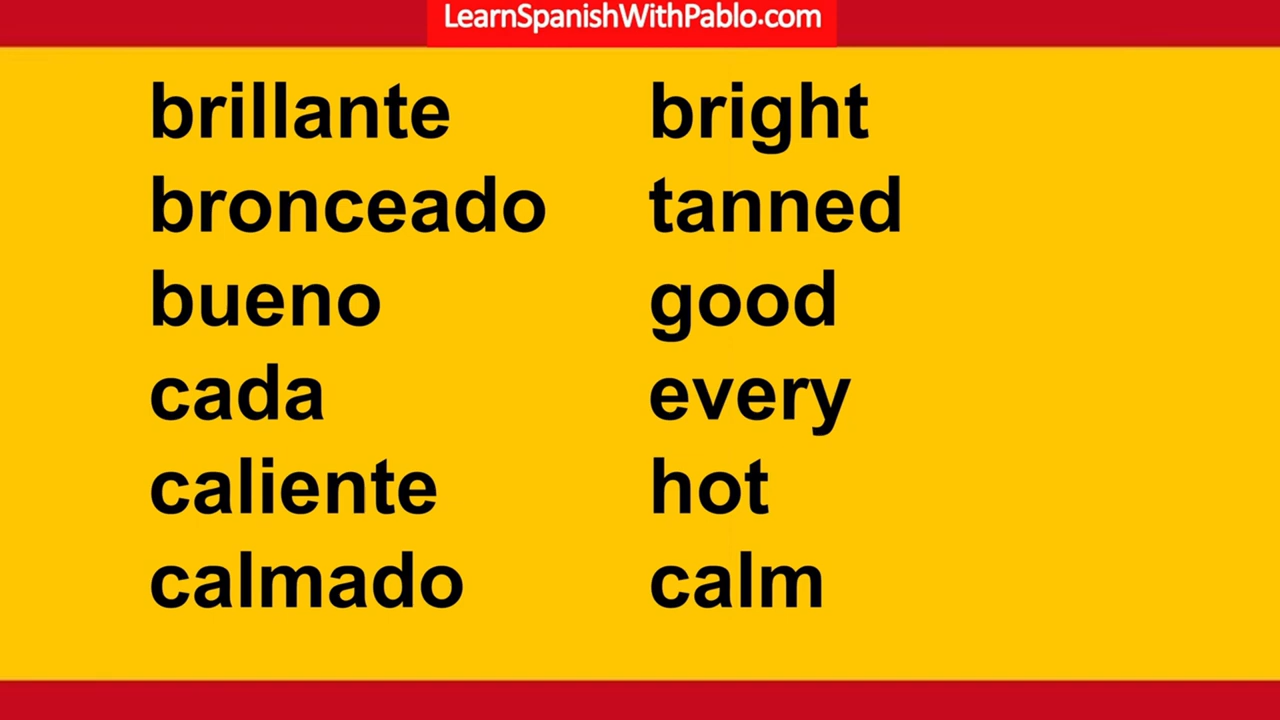 LearnSpanishWithPablo.com
brillante bright
bronceado tanned
bueno good
cada every
caliente hot
calmado calm